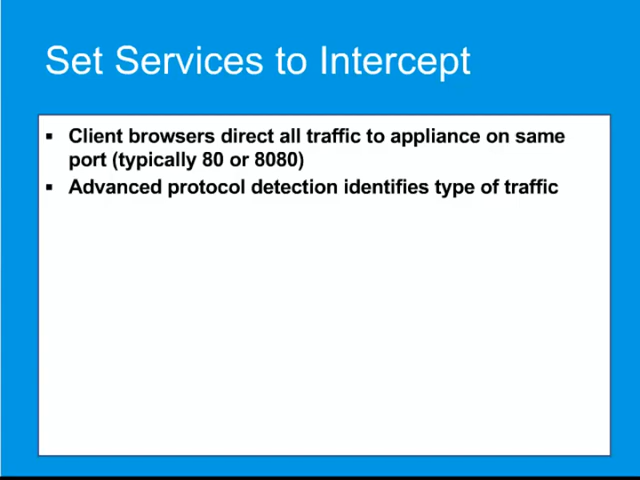 Set Services to Intercept
▪ Client browsers direct all traffic to appliance on same
port (typically 80 or 8080)
▪ Advanced protocol detection identifies type of traffic